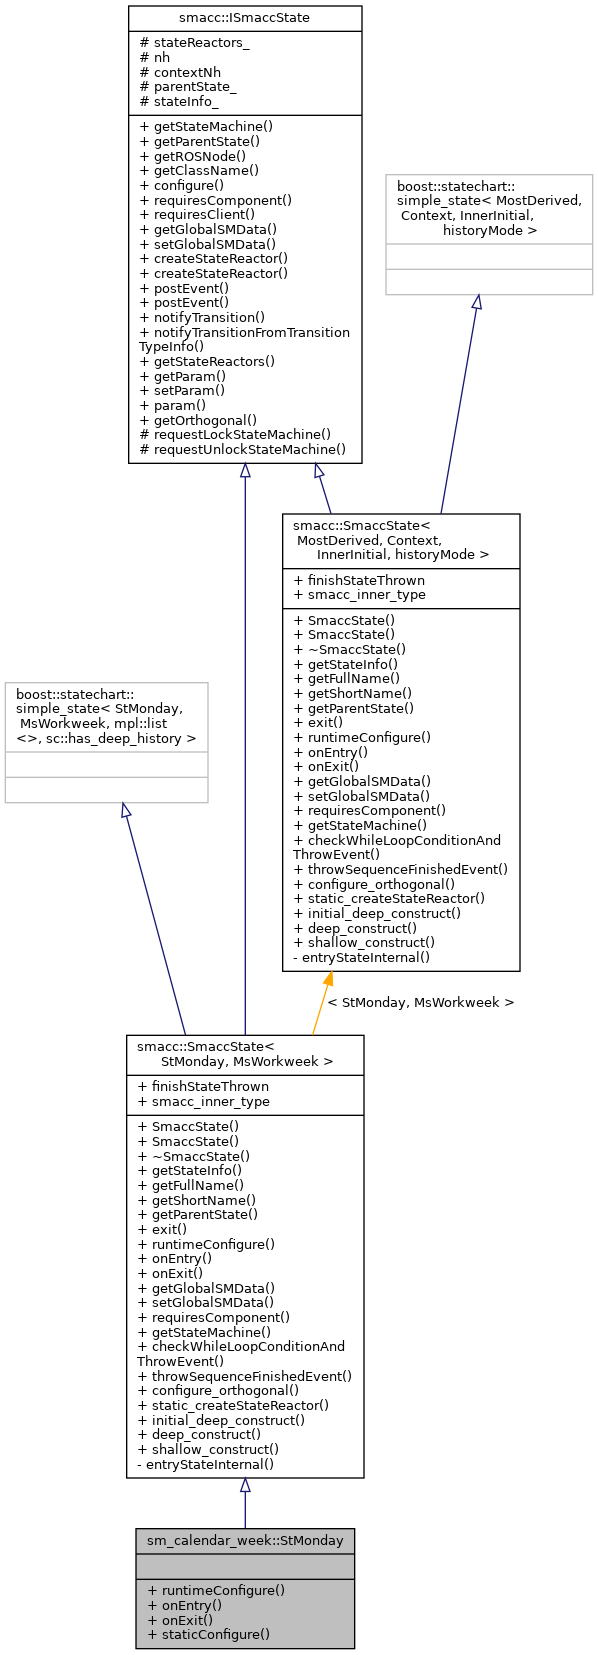 smacc::ISmaccState
# stateReactors_
# nh
# contextNh
# parentState_
# stateInfo_
+ getStateMachine()
+ getParentState()
+ getROSNode()
+ getClassName()
+ configure()
+ requiresComponent()
+ requiresClient()
+ getGlobalSMData()
+ setGlobalSMData()
+ createStateReactor()
+ createStateReactor()
+ postEvent()
+ postEvent()
+ notifyTransition()
+ notifyTransitionFromTransition
TypeInfo()
+ getStateReactors()
+ getParam()
+ setParam()
+ param()
+ getOrthogonal()
# requestLockStateMachine()
# requestUnlockStateMachine()
boost::statechart::
simple_state< MostDerived,
Context, InnerInitial,
historyMode >
smacc::SmaccState<
MostDerived, Context,
InnerInitial, historyMode >
+ finishStateThrown
+ smacc_inner_type
+ SmaccState()
+ SmaccState()
+ ~SmaccState()
+ getStateInfo()
+ getFullName()
+ getShortName()
+ getParentState()
+ exit()
+ runtimeConfigure()
+ onEntry()
+ onExit()
+ getGlobalSMData()
+ setGlobalSMData()
+ requiresComponent()
+ getStateMachine()
+ checkWhileLoopConditionAnd
ThrowEvent()
+ throwSequenceFinishedEvent()
+ configure_orthogonal()
+ static_createStateReactor()
+ initial_deep_construct()
+ deep_construct()
+ shallow_construct()
- entryStateInternal()
boost::statechart::
simple_state< StMonday,
MsWorkweek, mpl::list
<>, sc::has_deep_history >
< StMonday, MsWorkweek >
smacc::SmaccState<
StMonday, MsWorkweek >
+ finishStateThrown
+ smacc_inner_type
+ SmaccState()
+ SmaccState()
+ ~SmaccState()
+ getStateInfo()
+ getFullName()
+ getShortName()
+ getParentState()
+ exit()
+ runtimeConfigure()
+ onEntry()
+ onExit()
+ getGlobalSMData()
+ setGlobalSMData()
+ requiresComponent()
+ getStateMachine()
+ checkWhileLoopConditionAnd
ThrowEvent()
+ throwSequenceFinishedEvent()
+ configure_orthogonal()
+ static_createStateReactor()
+ initial_deep_construct()
+ deep_construct()
+ shallow_construct()
- entryStateInternal()
sm_calendar_week::StMonday
+ runtimeConfigure()
+ onEntry()
+ onExit()
+ staticConfigure()